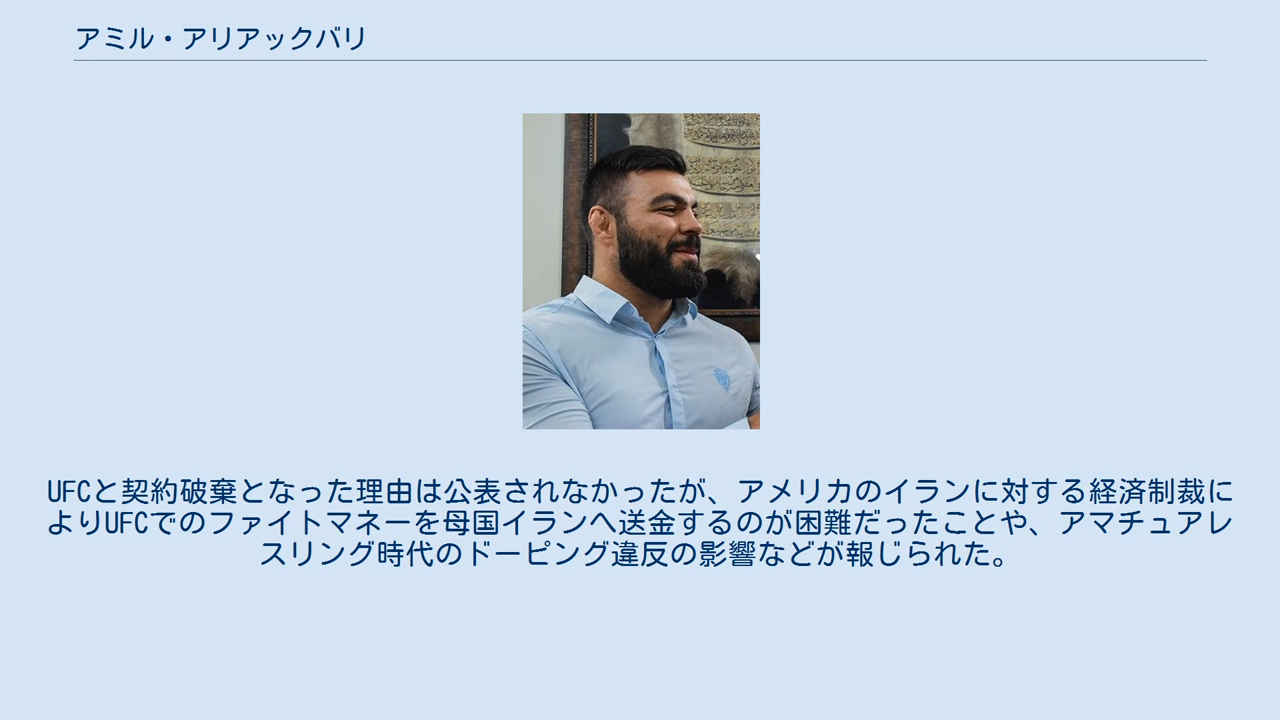 アミル・アリアックバリ
UFCと契約破棄となった理由は公表されなかったが、アメリカのイランに対する経済制裁に
よりUFCでのファイトマネーを母国イランへ送金するのが困難だったことや、アマチュアレ
スリング時代のドーピング違反の影響などが報じられた。